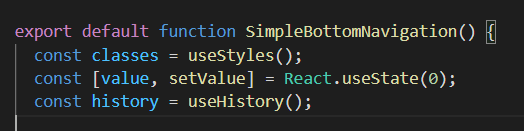 export default function SimpleBottomNavigation() {
  const classes = useStyles();
  const [value, setValue] = React.useState(0);
  const history = useHistory();